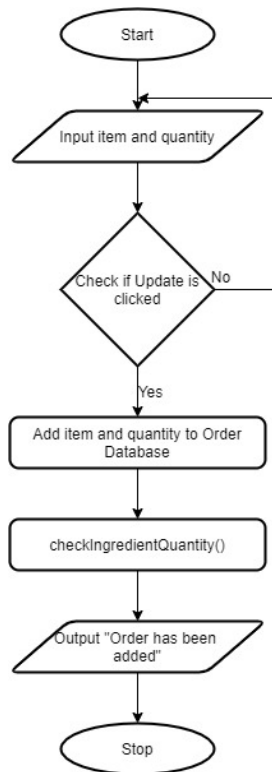 Start
Input item and quantity
Check if Update is
clicked
No
Yes
Add item and quantity to Order
Database
checkIngredientQuantity()
Output "Order has been
added"
Stop